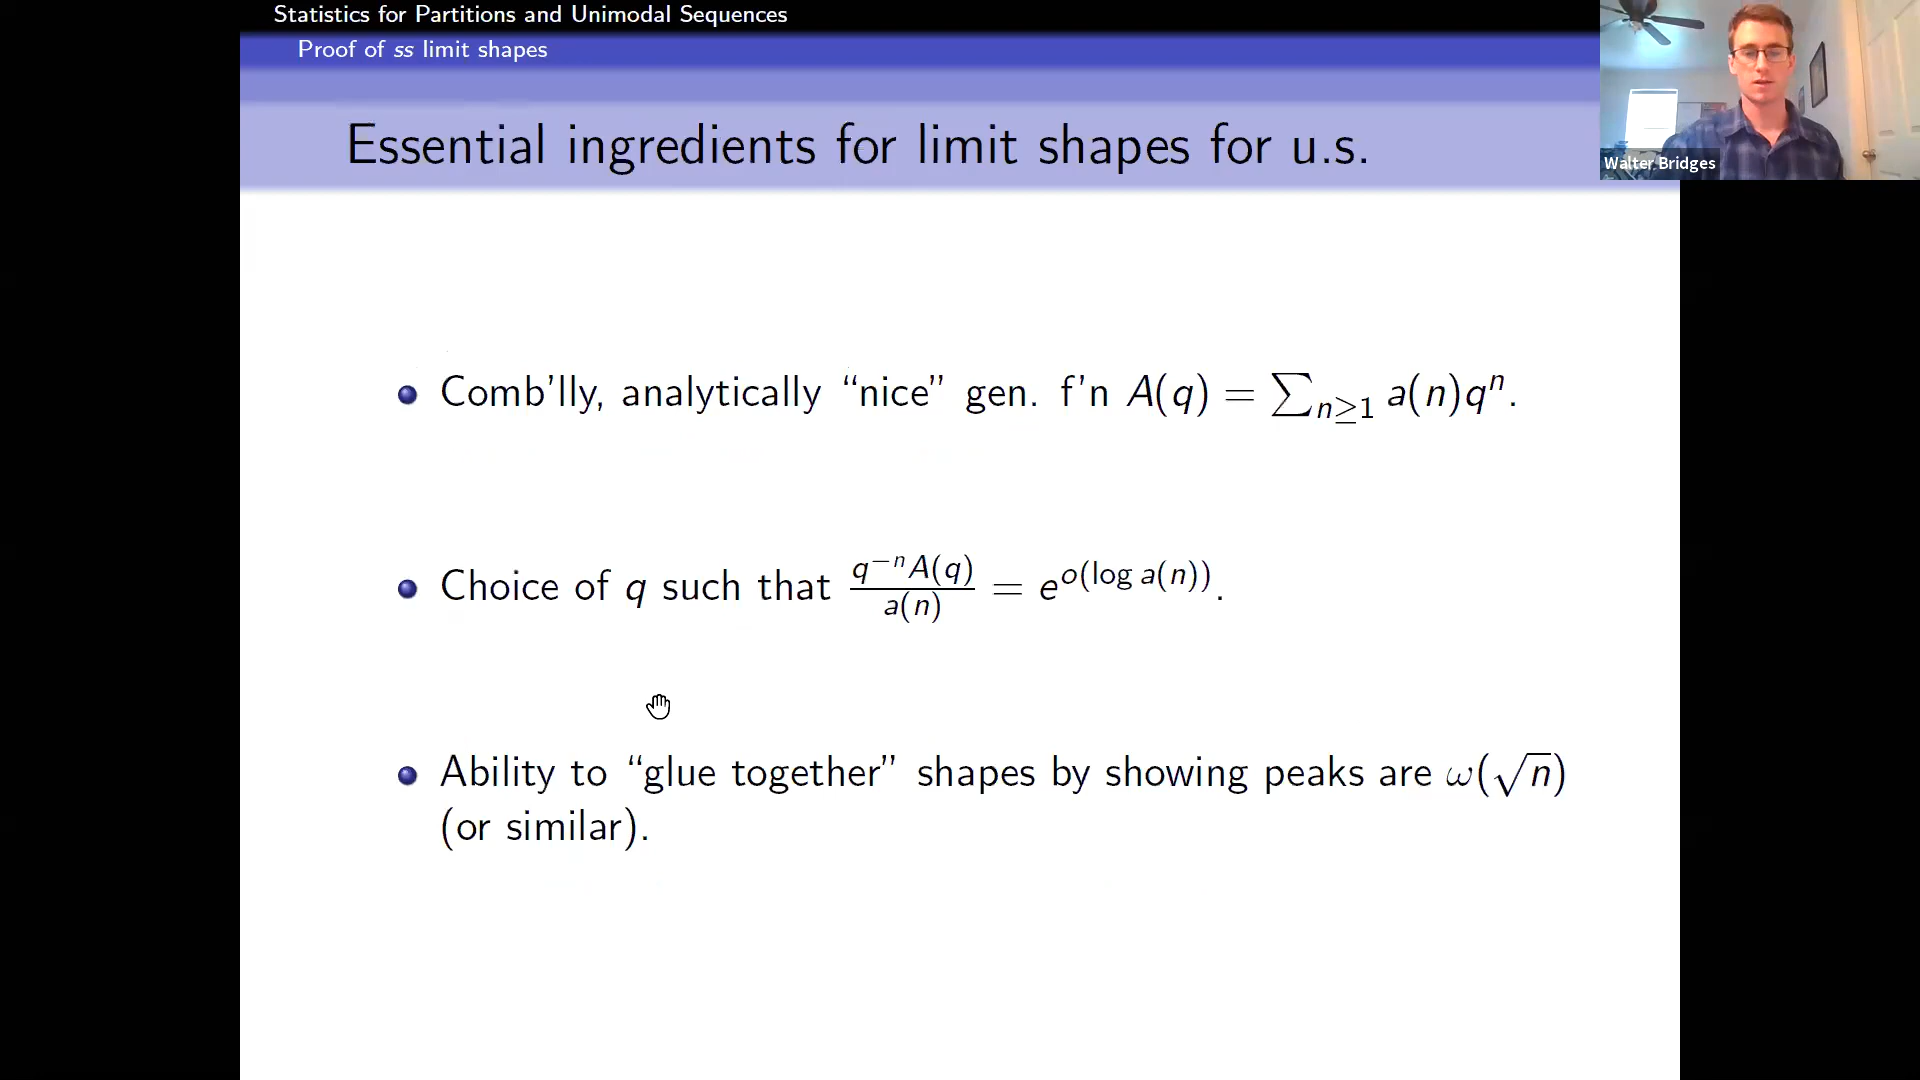 Statistics for Partitions and Unimodal Sequences
Proof of ss limit shapes
Essential ingredients for limit shapes for u.s.
Walter Bridges
Comb'lly, analytically “nice” gen. f'n A(q) = ∑_{n≥1} a(n)q^n.
Choice of q such that \frac{q^{-n}A(q)}{a(n)} = e^{o(log a(n))}.
Ability to “glue together” shapes by showing peaks are ω(√n)
(or similar).